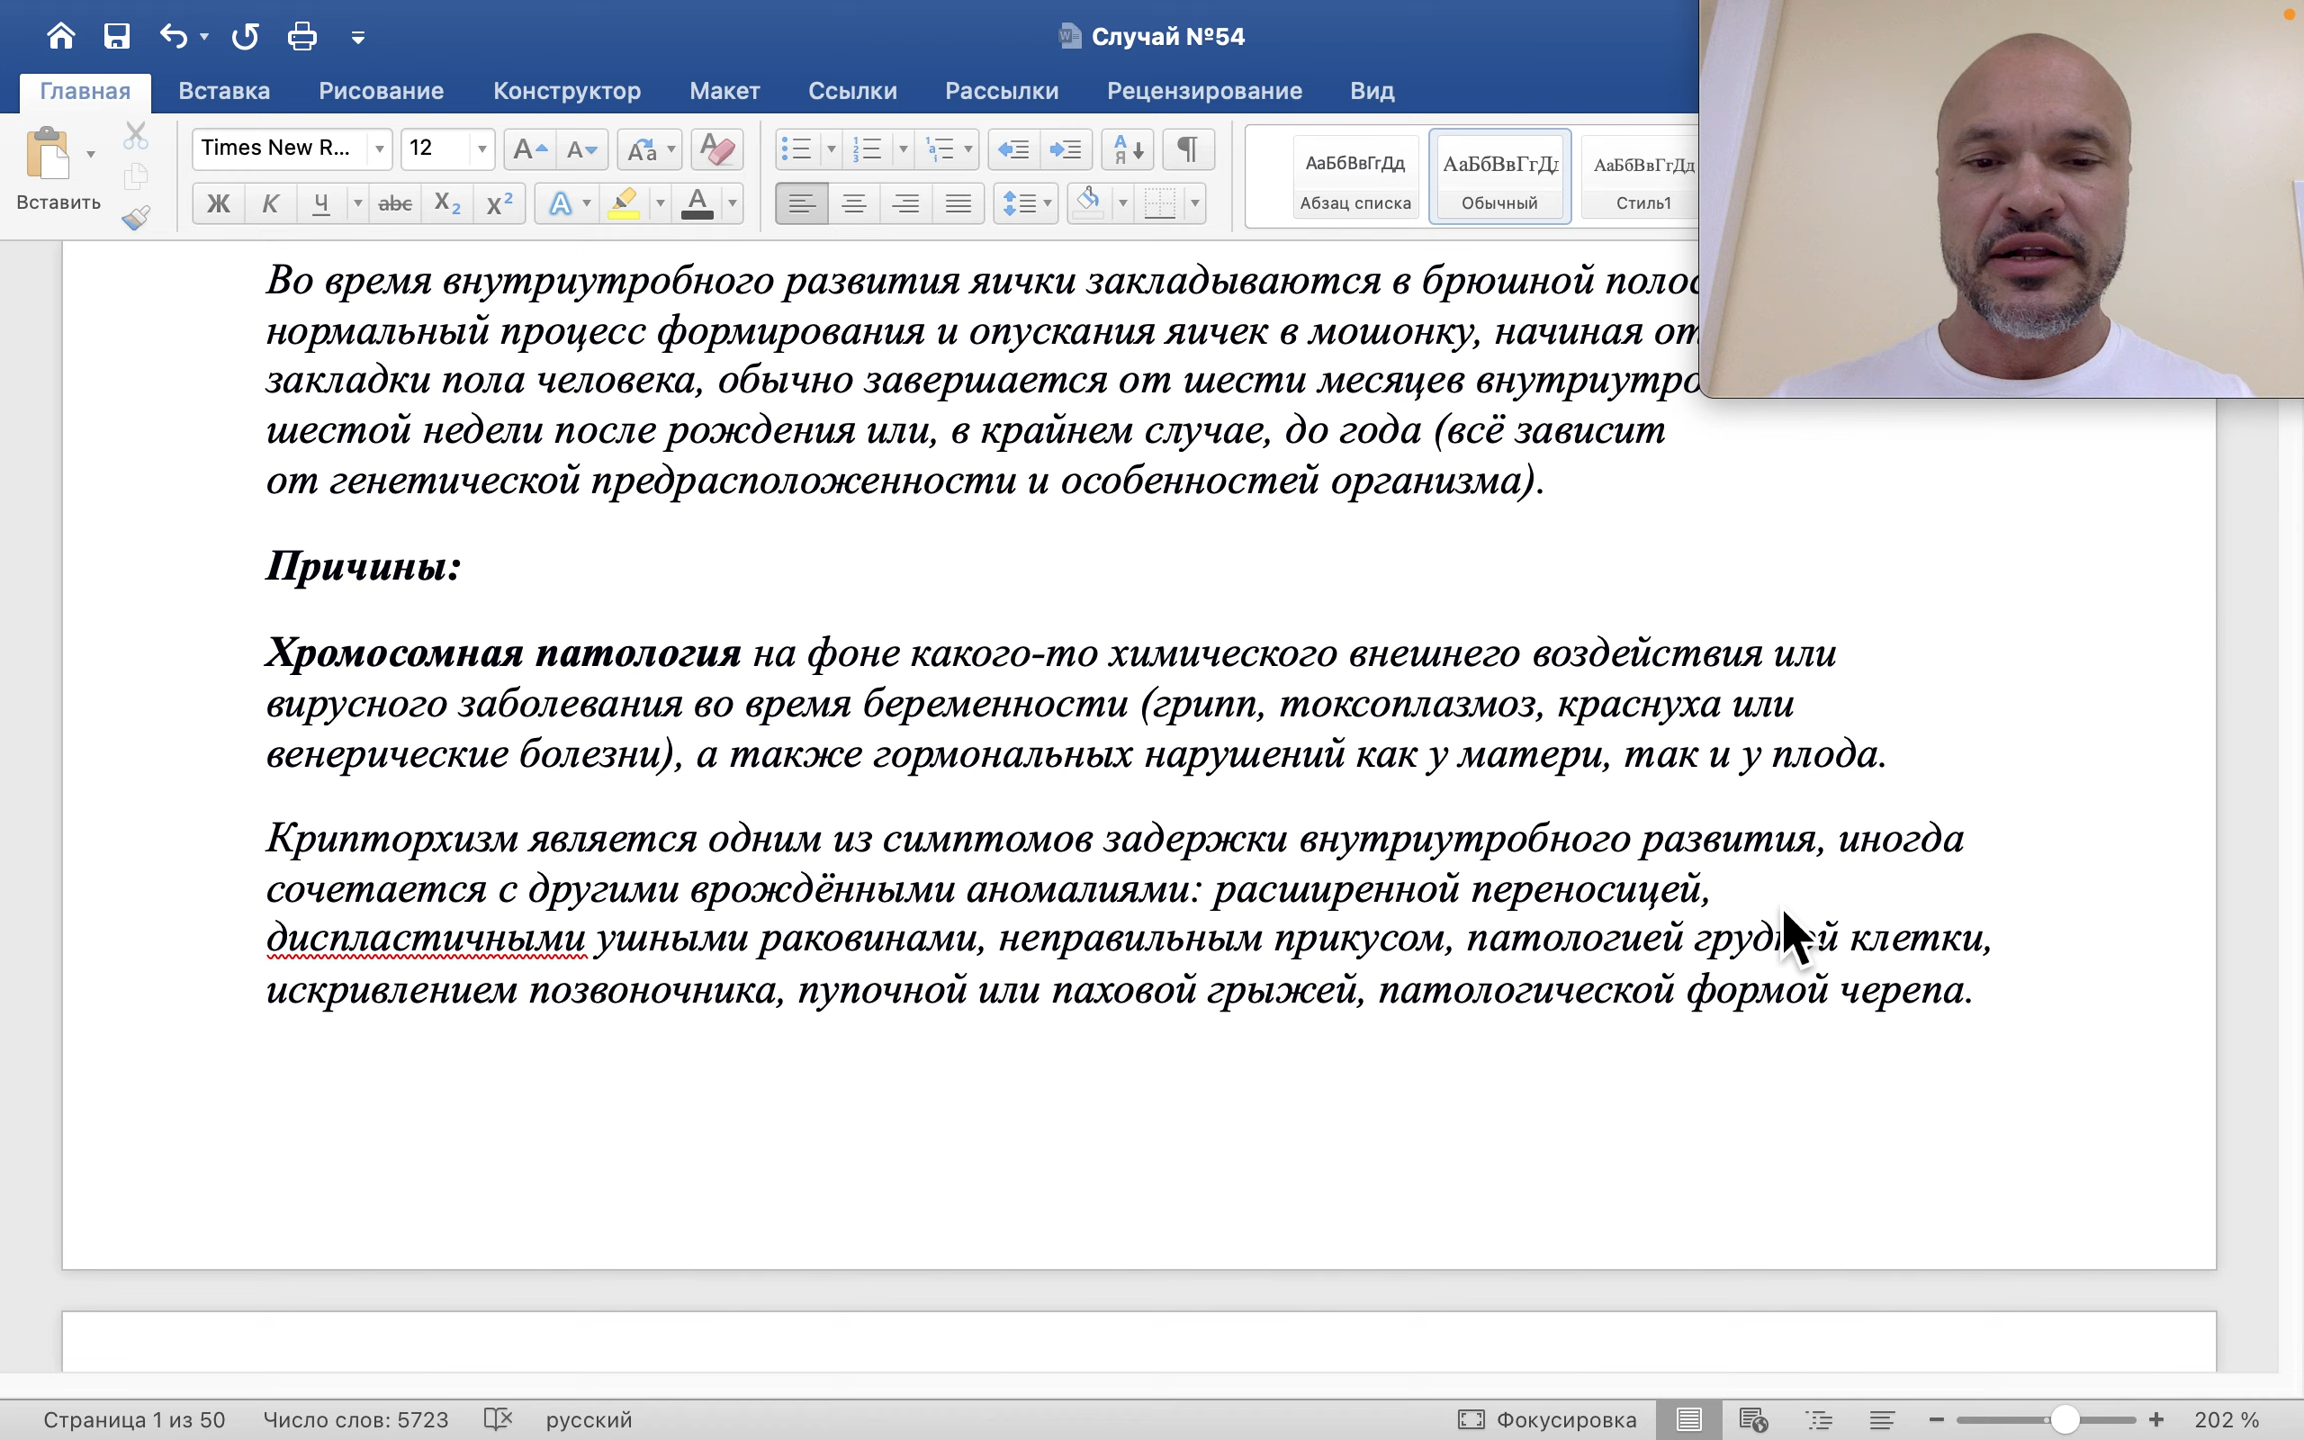 Случай №54
Главная Вставка Рисование Конструктор Макет Ссылки Рассылки Рецензирование Вид
Вставить
Times New R... 12
Ж К Ч abc X2 X2
АаБбВвГгДд АаБбВвГгДд АаБбВвГгДд
Абзац списка Обычный Стиль1
Во время внутриутробного развития яички закладываются в брюшной
нормальный процесс формирования и опускания яичек в мошонку, начиная от
закладки пола человека, обычно завершается от шести месяцев
шестой недели после рождения или, в крайнем случае, до года (всё зависит
от генетической предрасположенности и особенностей организма).
Причины:
Хромосомная патология на фоне какого-то химического внешнего воздействия или
вирусного заболевания во время беременности (грипп, токсоплазмоз, краснуха или
венерические болезни), а также гормональных нарушений как у матери, так и у плода.
Крипторхизм является одним из симптомов задержки внутриутробного развития, иногда
сочетается с другими врождёнными аномалиями: расширенной переносицей,
диспластичными ушными раковинами, неправильным прикусом, патологией грудной клетки,
искривлением позвоночника, пупочной или паховой грыжей, патологической формой черепа.
Страница 1 из 50 Число слов: 5723 русский Фокусировка 202 %